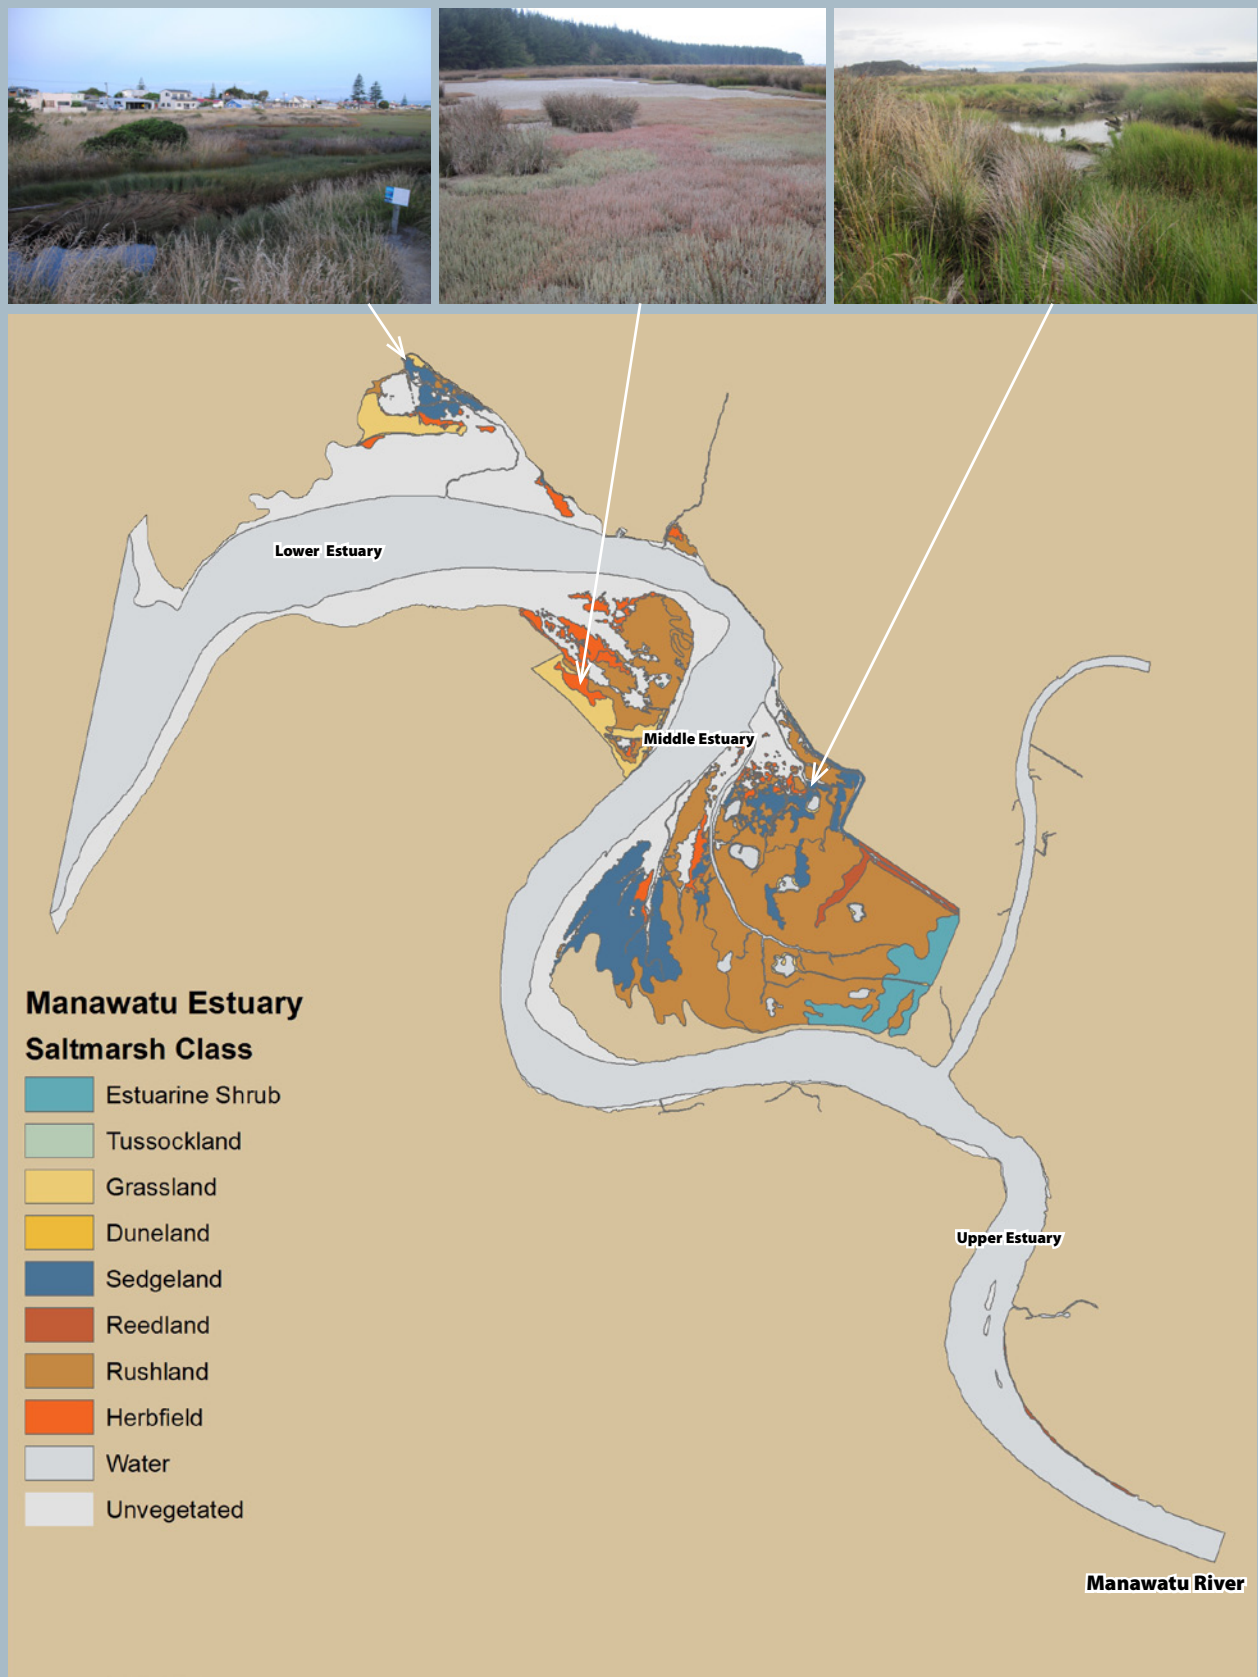 Lower Estuary
Middle Estuary
Manawatu Estuary
Saltmarsh Class
Estuarine Shrub
Tussockland
Grassland
Duneland
Sedgeland
Reedland
Rushland
Herbfield
Water
Unvegetated
Upper Estuary
Manawatu River